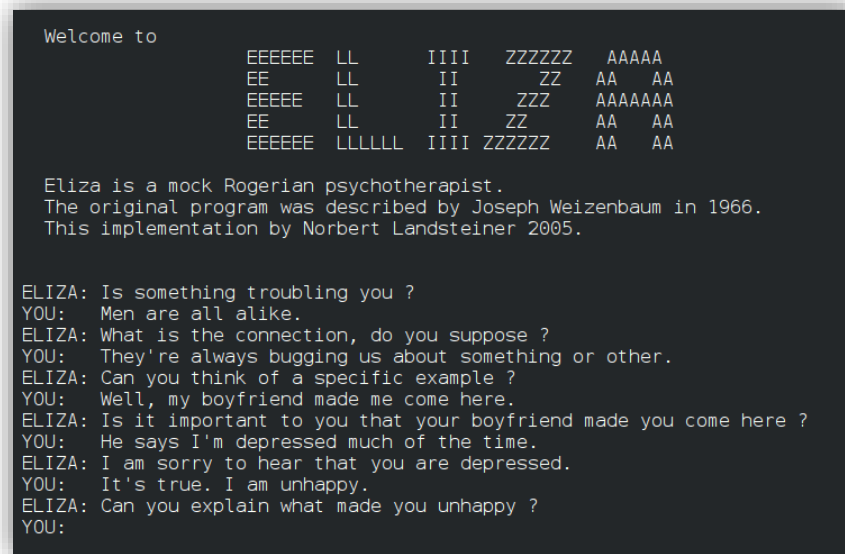 Welcome to
EEEEEE LL IIII ZZZZZZ AAAAA
EE LL II ZZ AA AA
EEEEE LL II ZZZ AAAAAAA
EE LL II ZZ AA AA
EEEEEE LLLLLL IIII ZZZZZZ AA AA
Eliza is a mock Rogerian psychotherapist.
The original program was described by Joseph Weizenbaum in 1966.
This implementation by Norbert Landsteiner 2005.
ELIZA: Is something troubling you ?
YOU: Men are all alike.
ELIZA: What is the connection, do you suppose ?
YOU: They're always bugging us about something or other.
ELIZA: Can you think of a specific example ?
YOU: Well, my boyfriend made me come here.
ELIZA: Is it important to you that your boyfriend made you come here ?
YOU: He says I'm depressed much of the time.
ELIZA: I am sorry to hear that you are depressed.
YOU: It's true. I am unhappy.
ELIZA: Can you explain what made you unhappy ?
YOU: